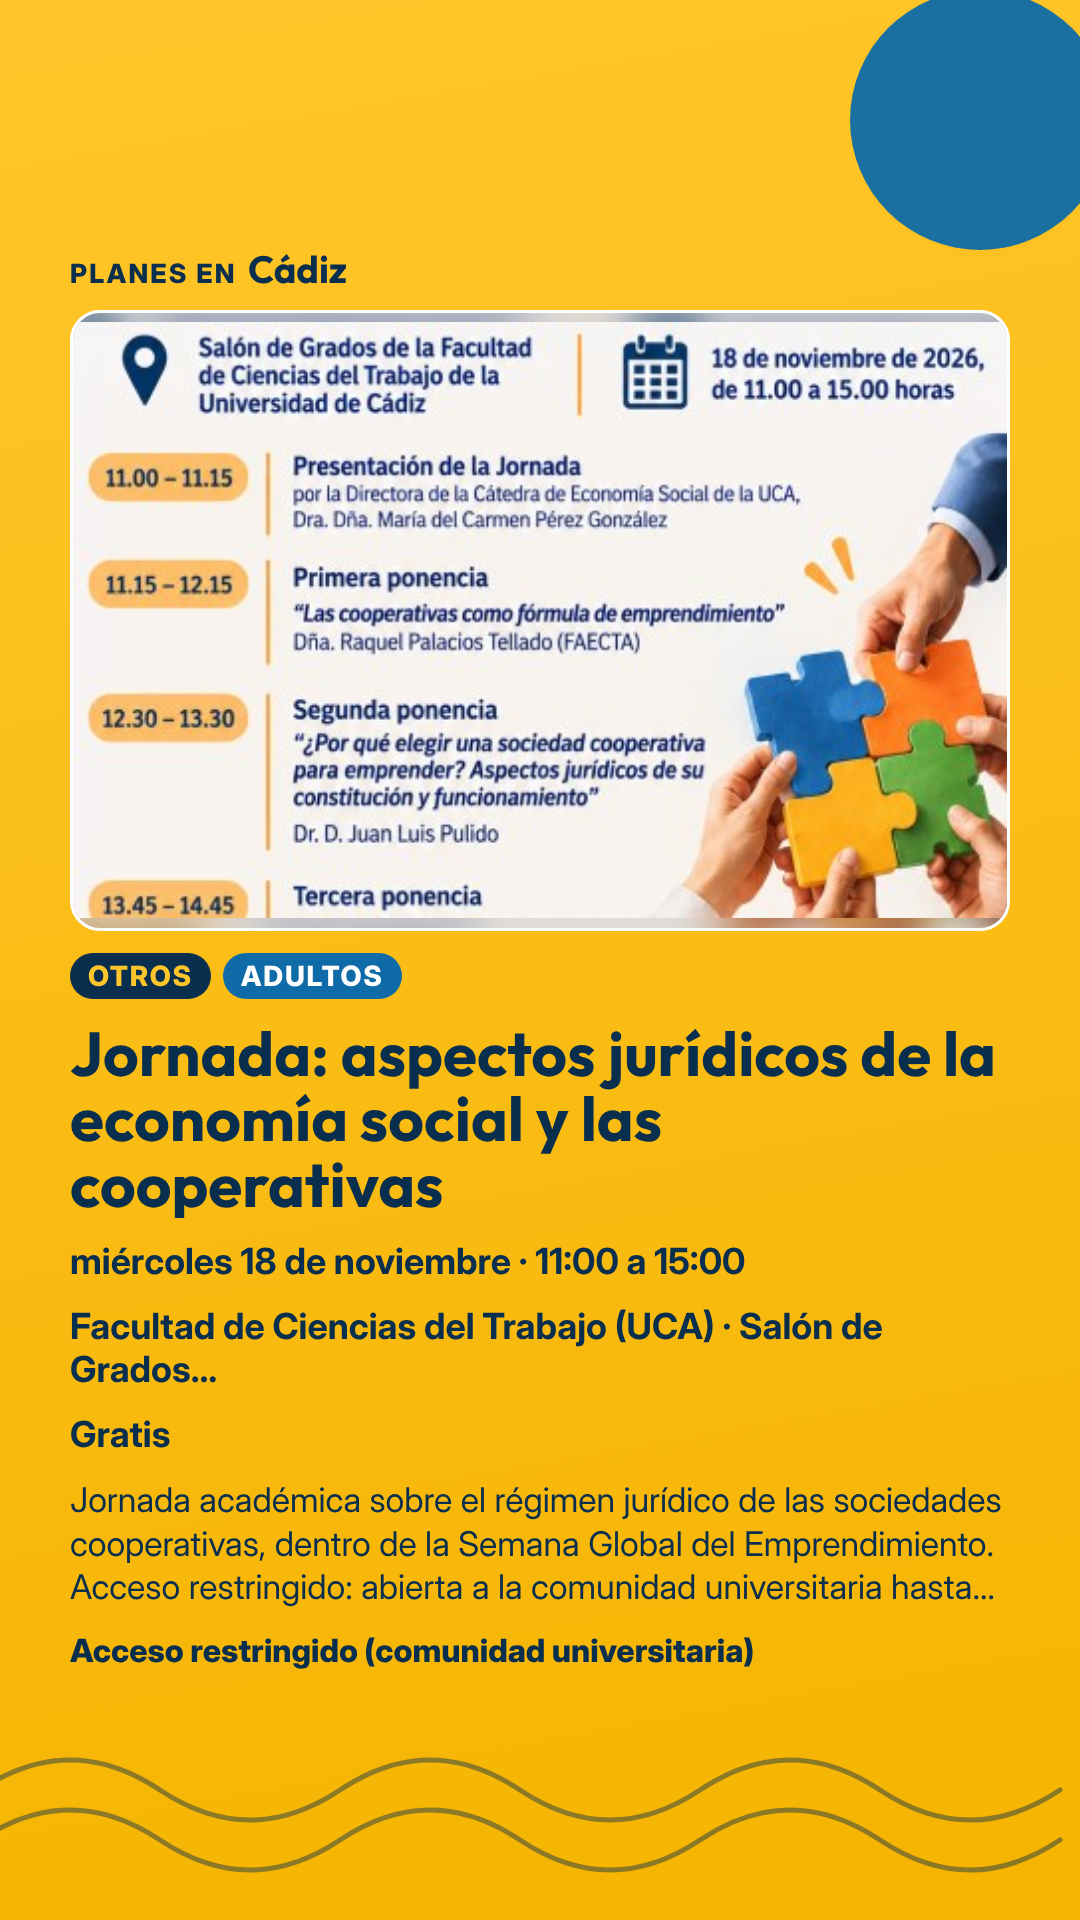 PLANES EN Cádiz
Salón de Grados de la Facultad
de Ciencias del Trabajo de la
Universidad de Cádiz
18 de noviembre de 2026,
de 11.00 a 15.00 horas
11.00 – 11.15
Presentación de la Jornada
por la Directora de la Cátedra de Economía Social de la UCA,
Dra. Dña. María del Carmen Pérez González
11.15 – 12.15
Primera ponencia
“Las cooperativas como fórmula de emprendimiento”
Dña. Raquel Palacios Tellado (FAECTA)
12.30 – 13.30
Segunda ponencia
“¿Por qué elegir una sociedad cooperativa
para emprender? Aspectos jurídicos de su
constitución y funcionamiento”
Dr. D. Juan Luis Pulido
13.45 – 14.45
Tercera ponencia
OTROS
ADULTOS
Jornada: aspectos jurídicos de la
economía social y las
cooperativas
miércoles 18 de noviembre · 11:00 a 15:00
Facultad de Ciencias del Trabajo (UCA) · Salón de
Grados...
Gratis
Jornada académica sobre el régimen jurídico de las sociedades
cooperativas, dentro de la Semana Global del Emprendimiento.
Acceso restringido: abierta a la comunidad universitaria hasta...
Acceso restringido (comunidad universitaria)